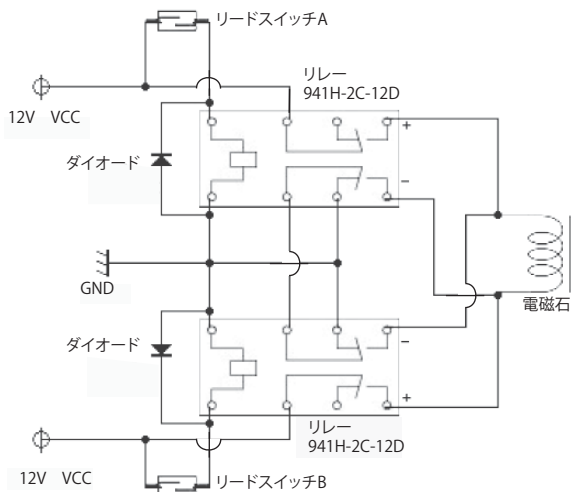 リードスイッチA
リレー
941H-2C-12D
12V VCC
+
ダイオード
−
GND
電磁石
ダイオード
−
+
リレー
941H-2C-12D
12V VCC
リードスイッチB